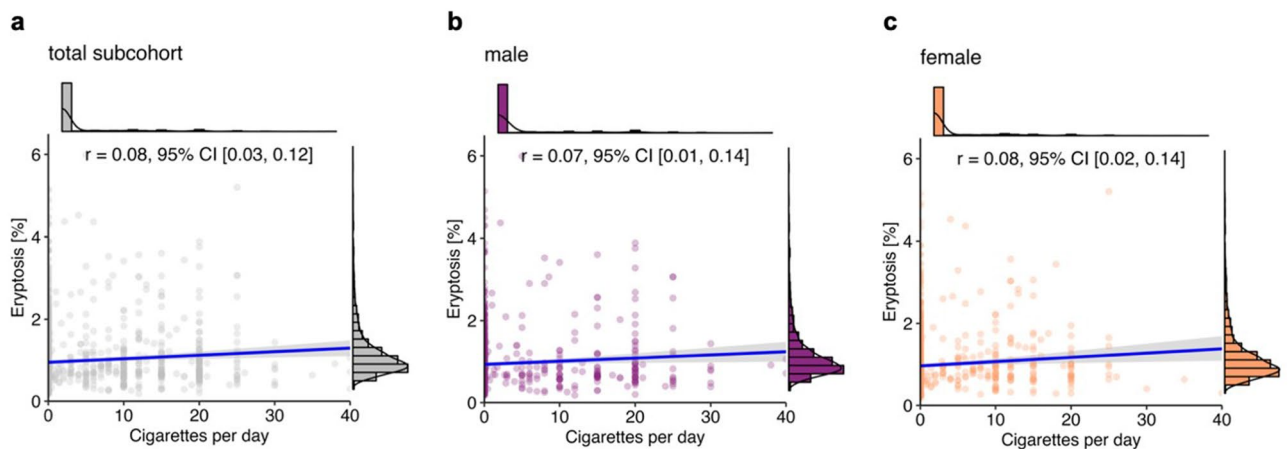 a
total subcohort
r = 0.08, 95% CI [0.03, 0.12]
Eryptosis [%]
6
4
2
0
0 10 20 30 40
Cigarettes per day
b
male
r = 0.07, 95% CI [0.01, 0.14]
Eryptosis [%]
6
4
2
0
0 10 20 30 40
Cigarettes per day
c
female
r = 0.08, 95% CI [0.02, 0.14]
Eryptosis [%]
6
4
2
0
0 10 20 30 40
Cigarettes per day